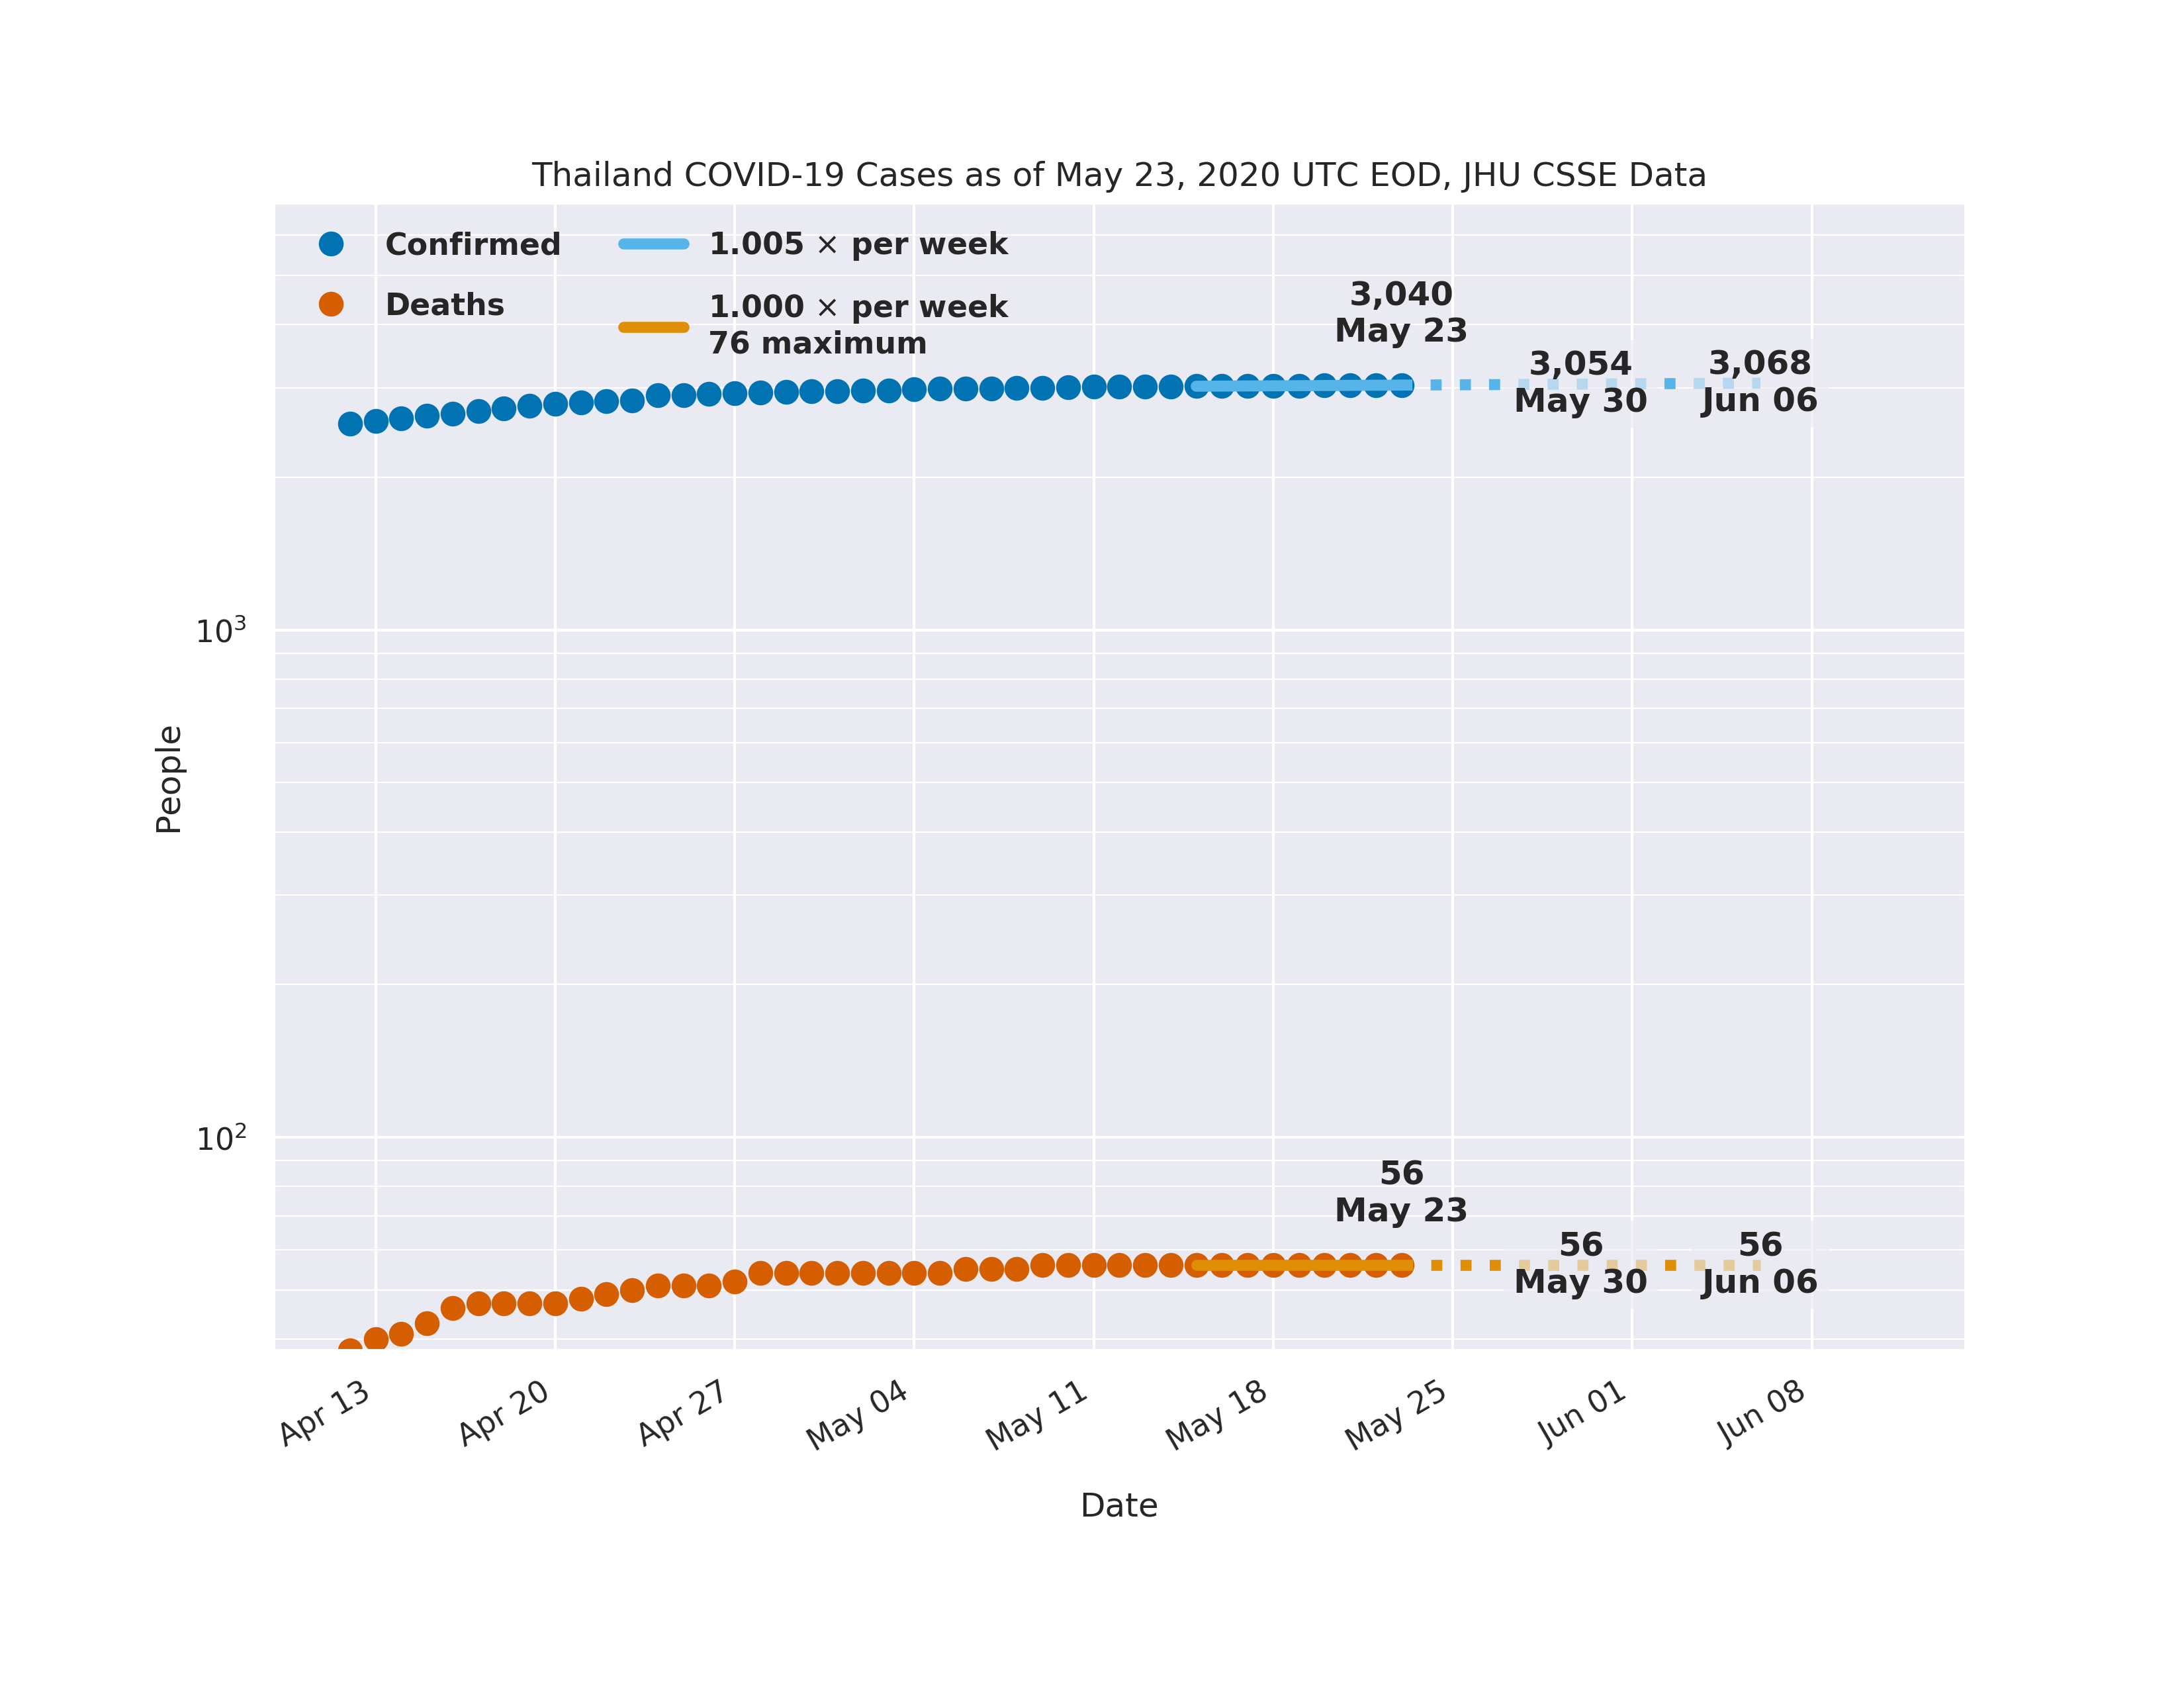 Thailand COVID-19 Cases as of May 23, 2020 UTC EOD, JHU CSSE Data
Confirmed
Deaths
1.005 × per week
1.000 × per week
76 maximum
3,040
May 23
3,054
May 30
3,068
Jun 06
People
10³
10²
56
May 23
56
May 30
56
Jun 06
Apr 13
Apr 20
Apr 27
May 04
May 11
May 18
May 25
Jun 01
Jun 08
Date